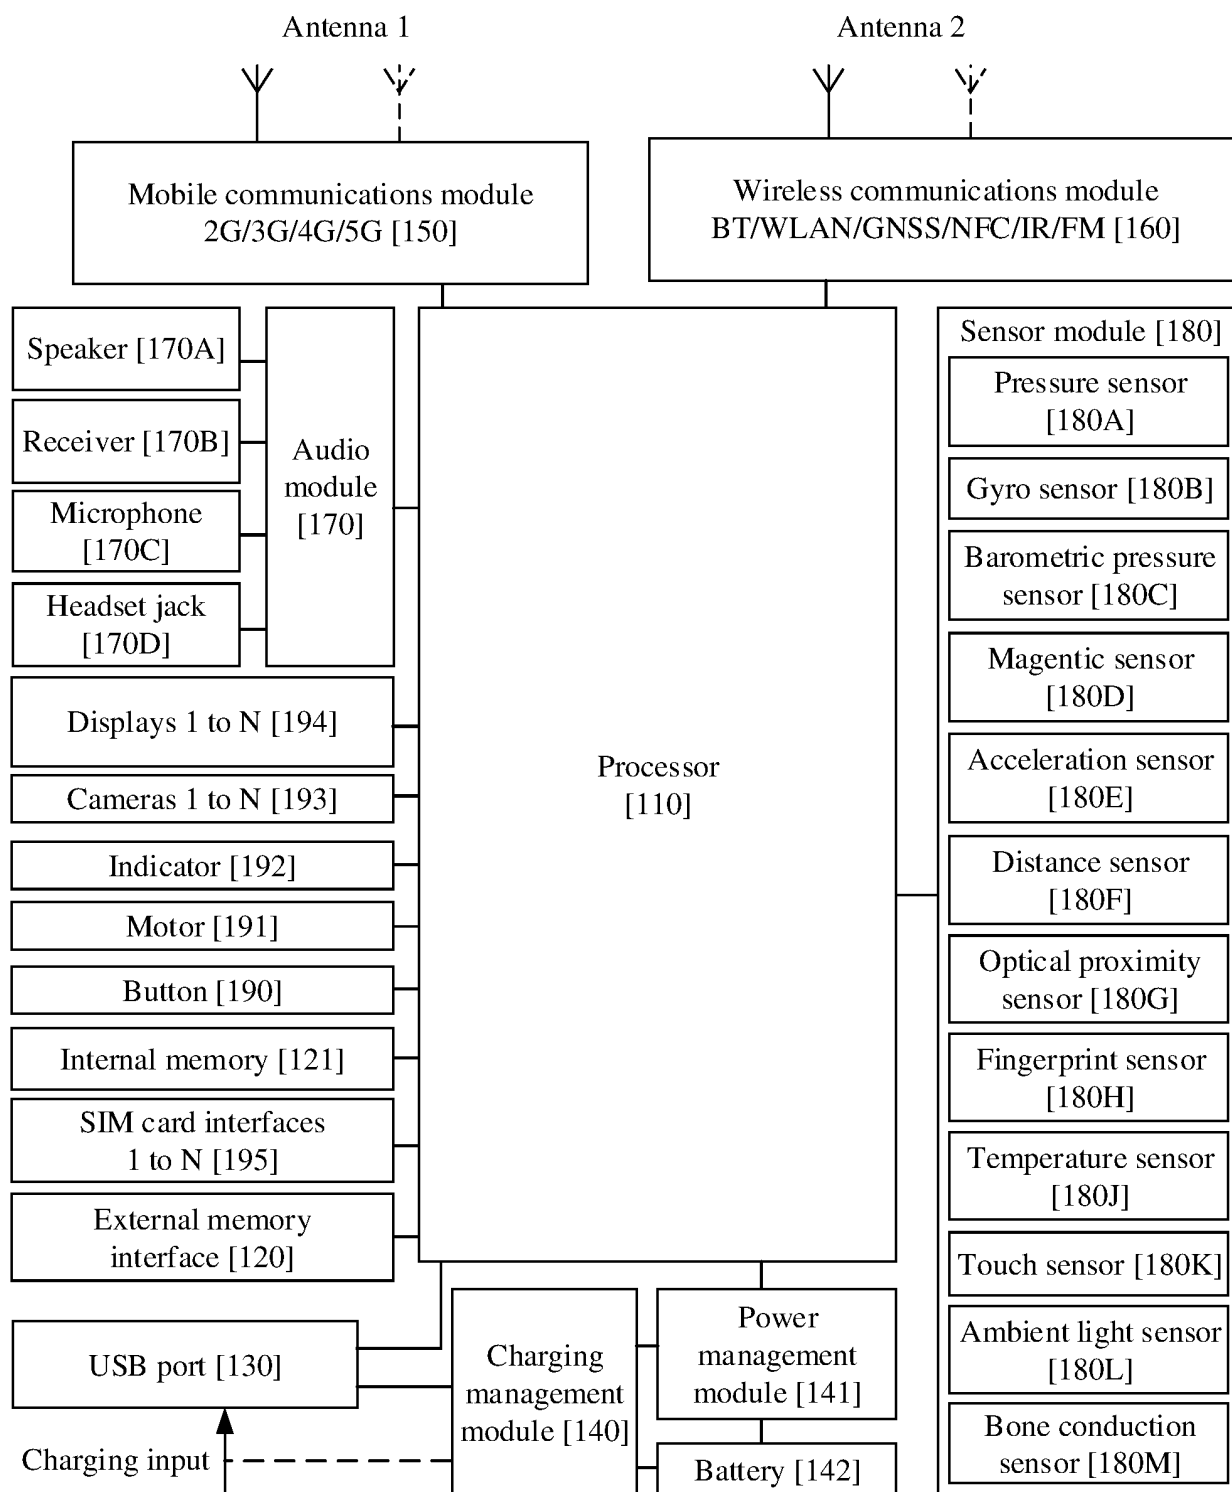 Antenna 1
Antenna 2
Mobile communications module
2G/3G/4G/5G [150]
Wireless communications module
BT/WLAN/GNSS/NFC/IR/FM [160]
Speaker [170A]
Receiver [170B]
Microphone
[170C]
Headset jack
[170D]
Audio
module
[170]
Displays 1 to N [194]
Cameras 1 to N [193]
Indicator [192]
Motor [191]
Button [190]
Internal memory [121]
SIM card interfaces
1 to N [195]
External memory
interface [120]
Processor
[110]
Sensor module [180]
Pressure sensor
[180A]
Gyro sensor [180B]
Barometric pressure
sensor [180C]
Magentic sensor
[180D]
Acceleration sensor
[180E]
Distance sensor
[180F]
Optical proximity
sensor [180G]
Fingerprint sensor
[180H]
Temperature sensor
[180J]
Touch sensor [180K]
Ambient light sensor
[180L]
Bone conduction
sensor [180M]
USB port [130]
Charging input
Charging
management
module [140]
Power
management
module [141]
Battery [142]